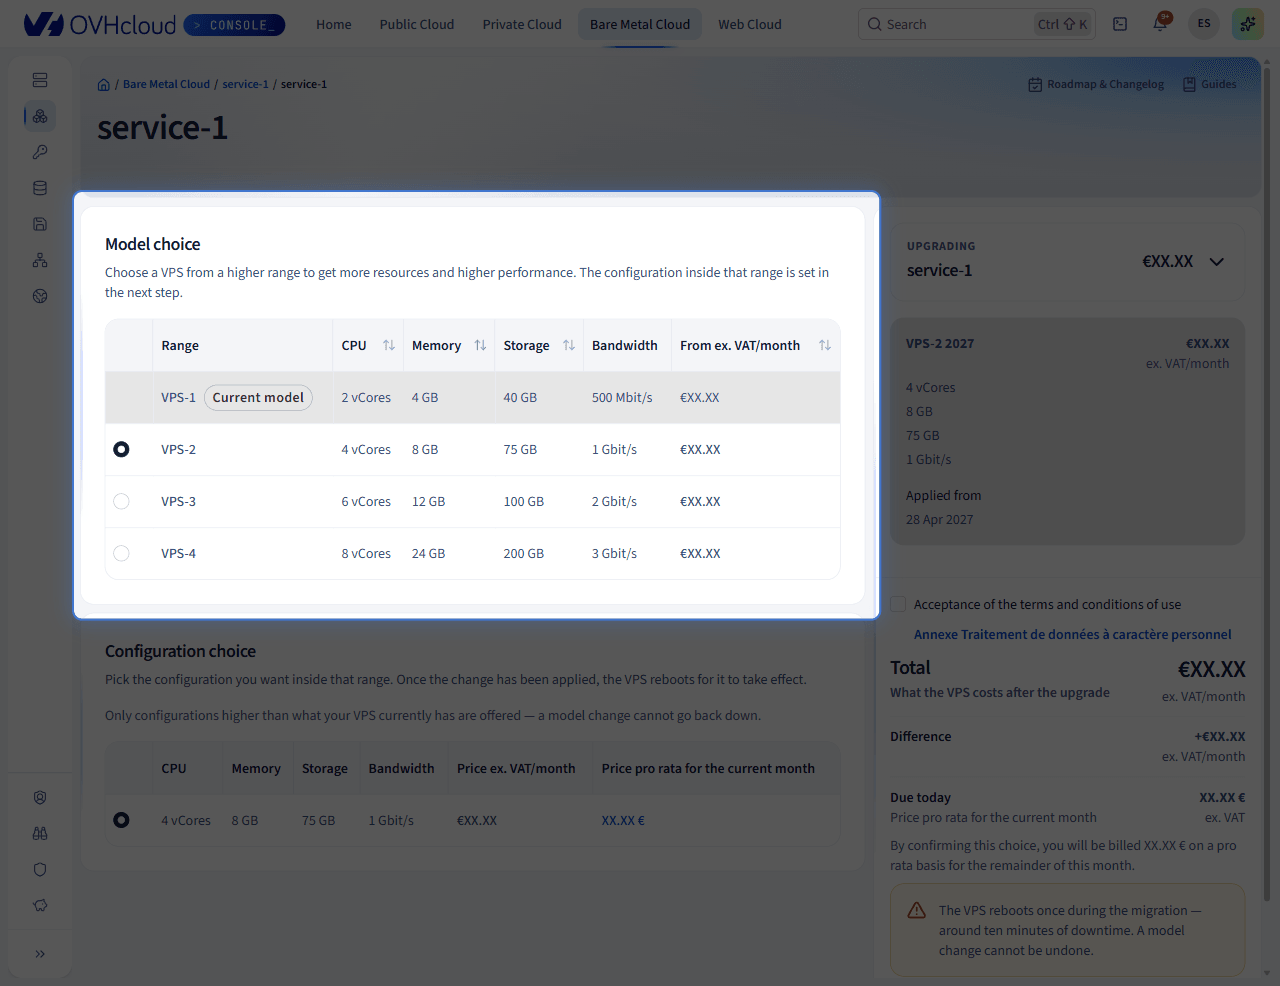 OVHcloud
> CONSOLE_
Home
Public Cloud
Private Cloud
Bare Metal Cloud
Web Cloud
Search
Ctrl ⇧ K
9+
ES
/ Bare Metal Cloud / service-1 / service-1
Roadmap & Changelog
Guides
service-1
Model choice
Choose a VPS from a higher range to get more resources and higher performance. The configuration inside that range is set in
the next step.
Range CPU Memory Storage Bandwidth From ex. VAT/month
VPS-1 Current model 2 vCores 4 GB 40 GB 500 Mbit/s €XX.XX
VPS-2 4 vCores 8 GB 75 GB 1 Gbit/s €XX.XX
VPS-3 6 vCores 12 GB 100 GB 2 Gbit/s €XX.XX
VPS-4 8 vCores 24 GB 200 GB 3 Gbit/s €XX.XX
Configuration choice
Pick the configuration you want inside that range. Once the change has been applied, the VPS reboots for it to take effect.
Only configurations higher than what your VPS currently has are offered — a model change cannot go back down.
CPU Memory Storage Bandwidth Price ex. VAT/month Price pro rata for the current month
4 vCores 8 GB 75 GB 1 Gbit/s €XX.XX XX.XX €
UPGRADING
service-1
€XX.XX
VPS-2 2027 €XX.XX
ex. VAT/month
4 vCores
8 GB
75 GB
1 Gbit/s
Applied from
28 Apr 2027
Acceptance of the terms and conditions of use
Annexe Traitement de données à caractère personnel
Total €XX.XX
What the VPS costs after the upgrade ex. VAT/month
Difference +€XX.XX
ex. VAT/month
Due today XX.XX €
Price pro rata for the current month ex. VAT
By confirming this choice, you will be billed XX.XX € on a pro
rata basis for the remainder of this month.
The VPS reboots once during the migration —
around ten minutes of downtime. A model
change cannot be undone.